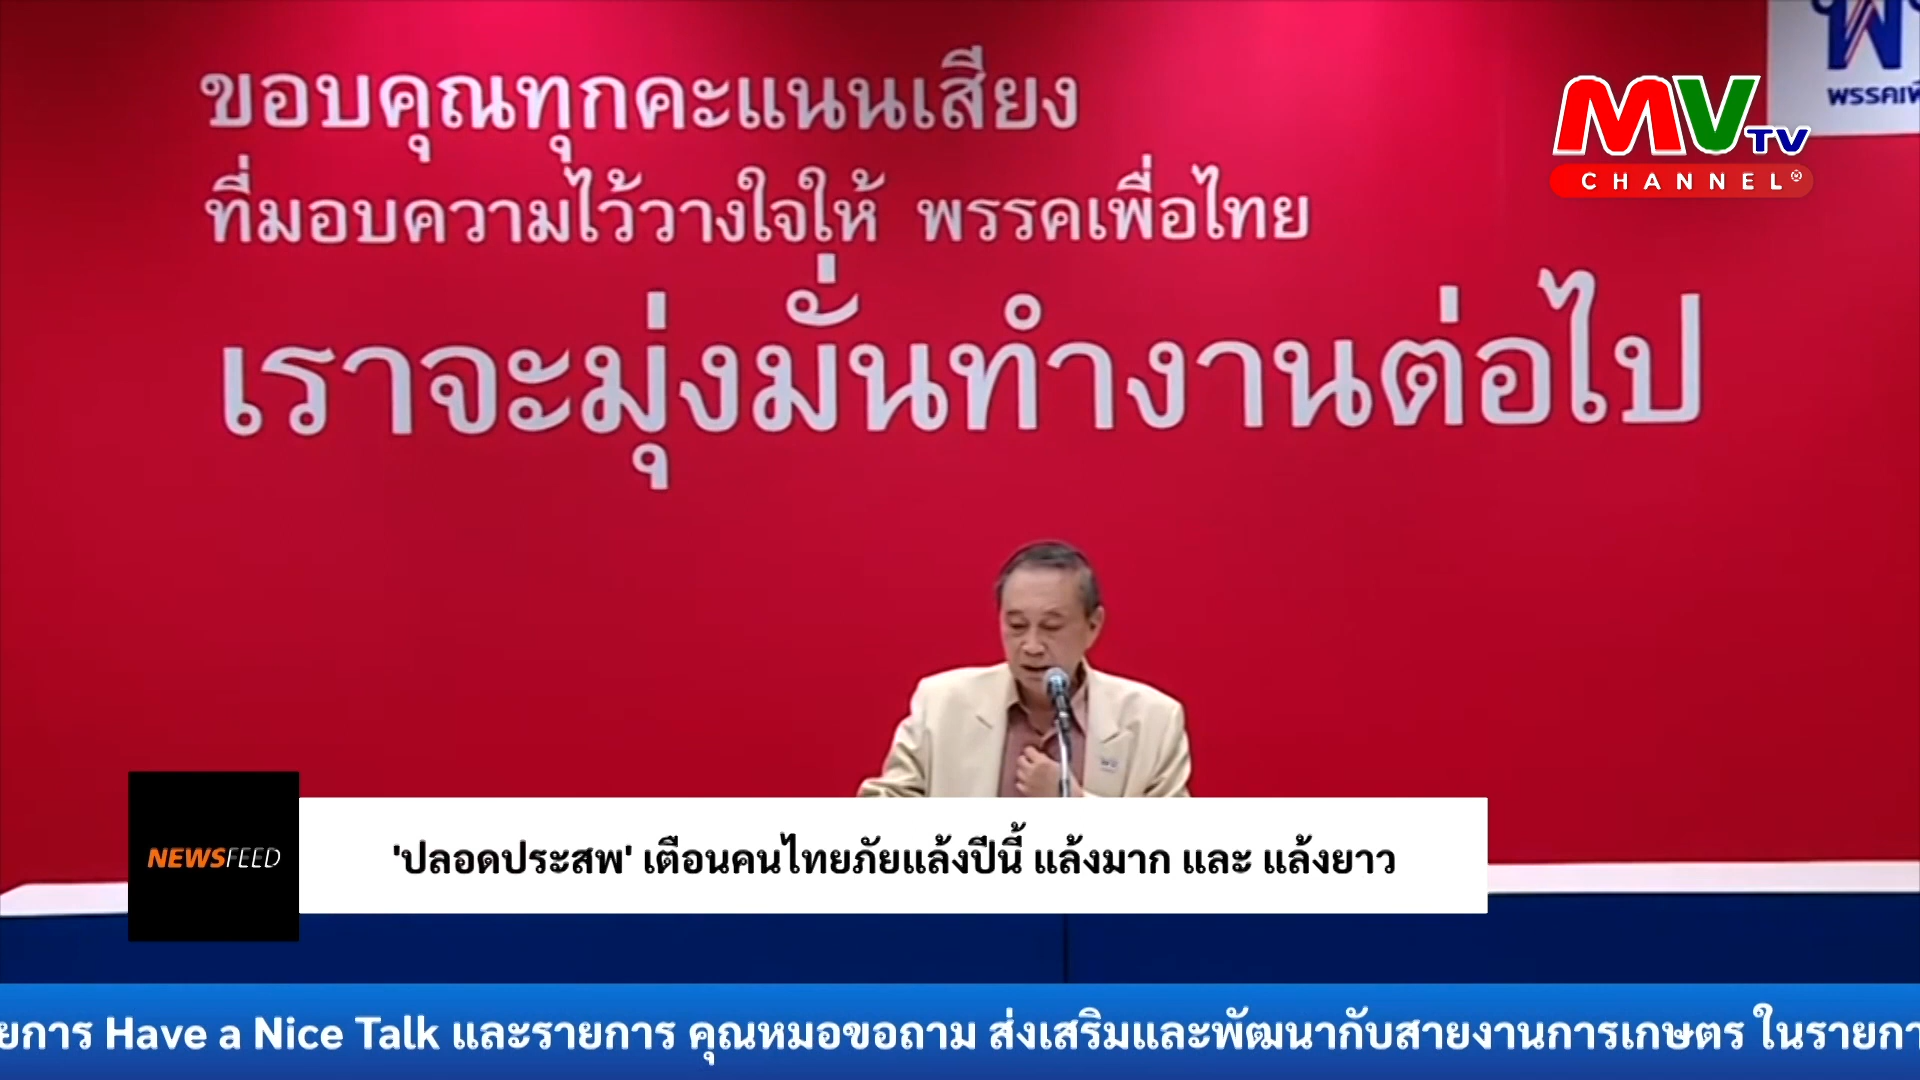 ขอบคุณทุกคะแนนเสียง
ที่มอบความไว้วางใจให้ พรรคเพื่อไทย
เราจะมุ่งมั่นทำงานต่อไป
MVTV
CHANNEL®
NEWSFEED
'ปลอดประสพ' เตือนคนไทยภัยแล้งปีนี้ แล้งมาก และ แล้งยาว
Have a Nice Talk และรายการ คุณหมอขอถาม ส่งเสริมและพัฒนากับสายงานการเกษตร